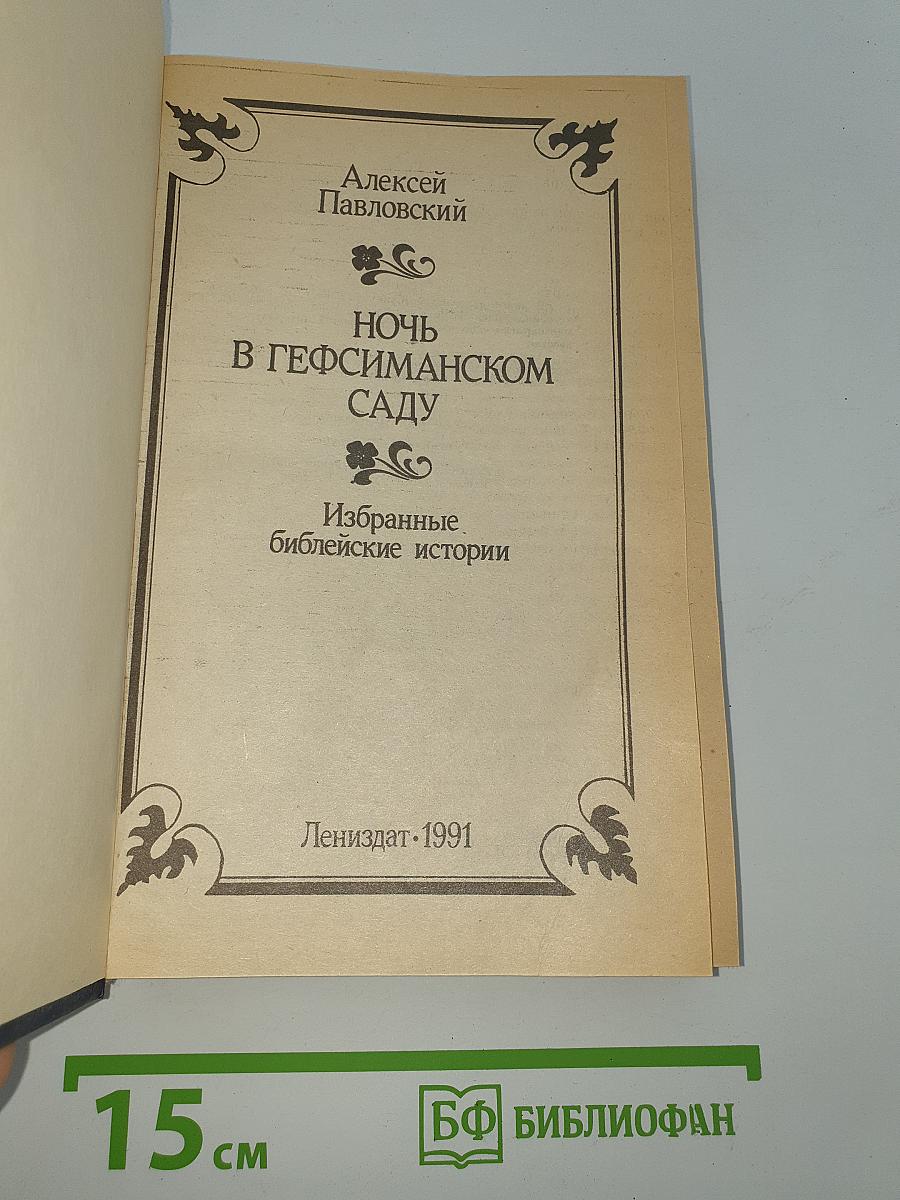 Алексей
Павловский
НОЧЬ
В ГЕФСИМАНСКОМ
САДУ
Избранные
библейские истории
Лениздат • 1991
15 см
БФ БИБЛИОФАН